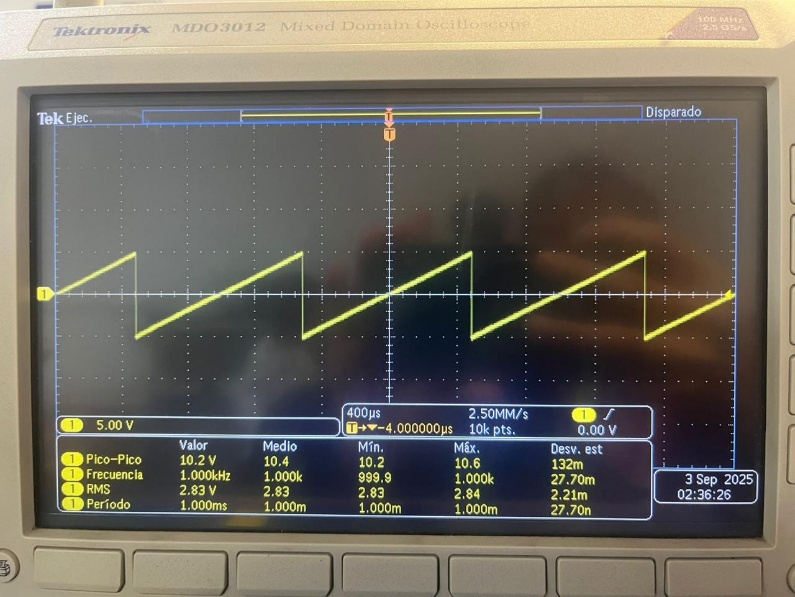 Tektronix MDO3012 Mixed Domain Oscilloscope
100 MHz
2.5 GS/s
Tek Ejec.
Disparado
T
T
1
1 5.00 V
400µs 2.50MM/s 1
T→▼-4.000000µs 10k pts. 0.00 V
Valor Medio Mín. Máx. Desv. est
1 Pico-Pico 10.2 V 10.4 10.2 10.6 132m
1 Frecuencia 1.000kHz 1.000k 999.9 1.000k 27.70m
1 RMS 2.83 V 2.83 2.83 2.84 2.21m
1 Período 1.000ms 1.000m 1.000m 1.000m 27.70n
3 Sep 2025
02:36:26